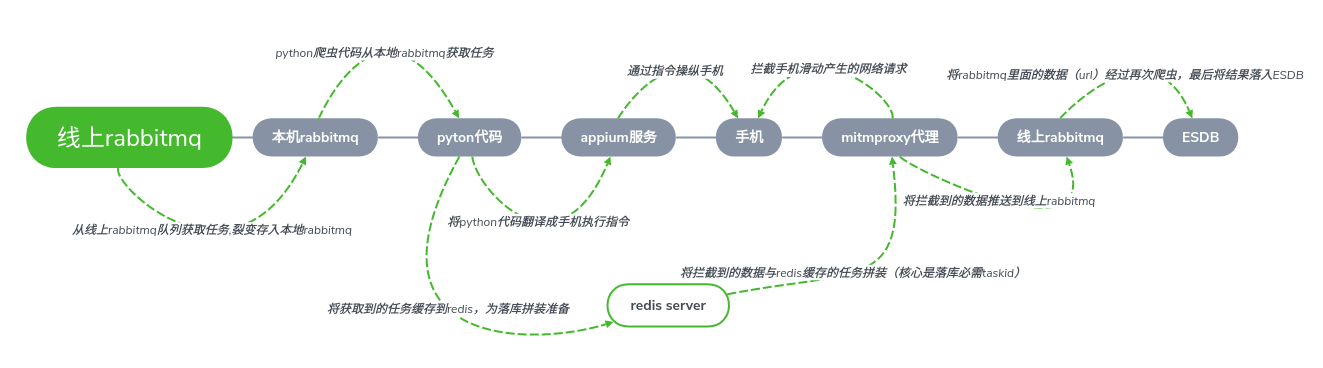 python爬虫代码从本地rabbitmq获取任务
通过指令操纵手机
拦截手机滑动产生的网络请求
将rabbitmq里面的数据（url）经过再次爬虫，最后将结果落入ESDB
线上rabbitmq
本机rabbitmq
pyton代码
appium服务
手机
mitmproxy代理
线上rabbitmq
ESDB
将拦截到的数据推送到线上rabbitmq
将python代码翻译成手机执行指令
从线上rabbitmq队列获取任务,裂变存入本地rabbitmq
将拦截到的数据与redis缓存的任务拼装（核心是落库必需taskid）
将获取到的任务缓存到redis，为落库拼装准备
redis server